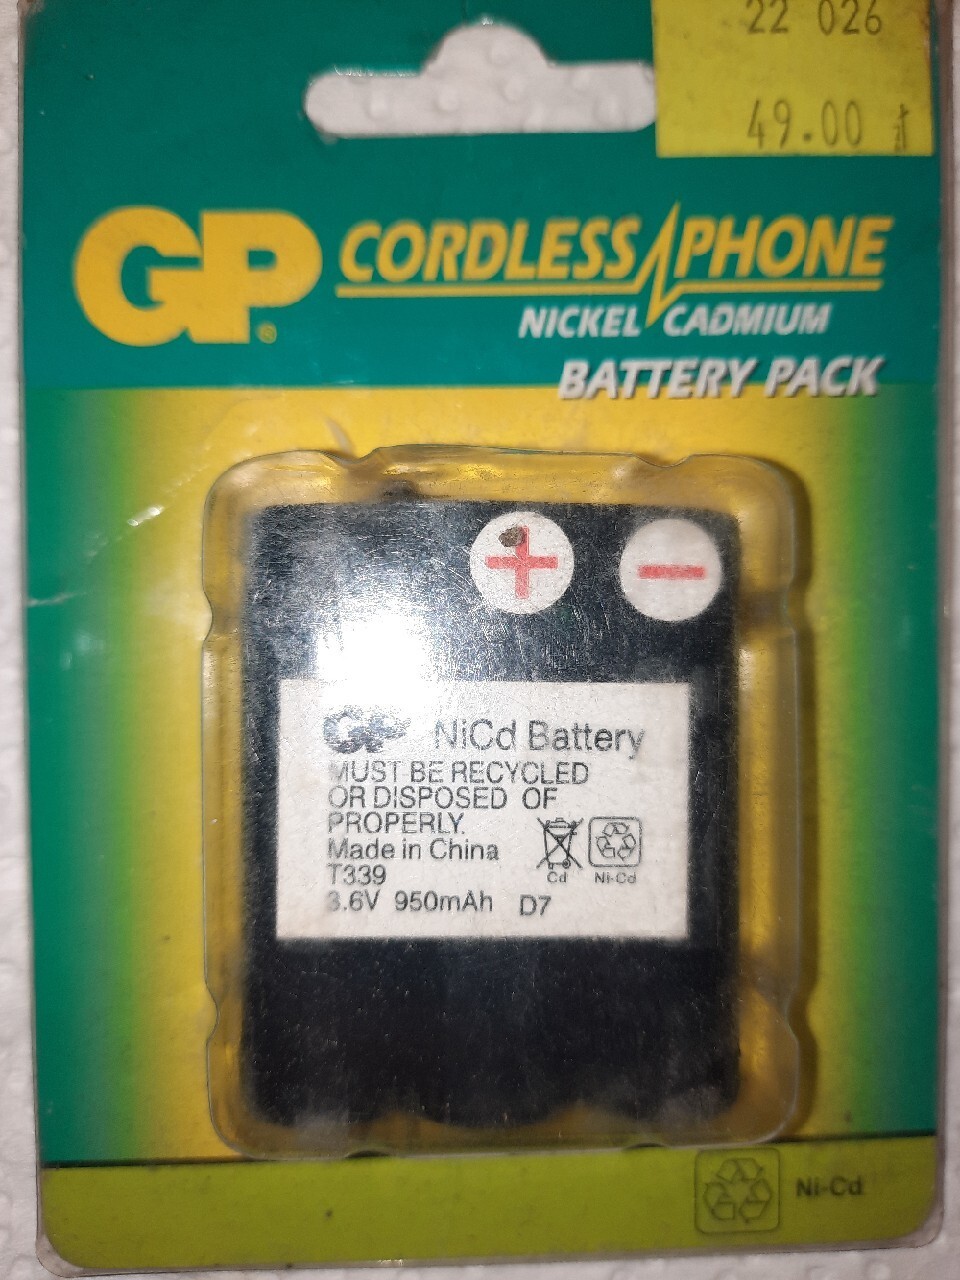 22 026
49.00
GP
CORDLESS PHONE
NICKEL CADMIUM
BATTERY PACK
+ −
GP NiCd Battery
MUST BE RECYCLED
OR DISPOSED OF
PROPERLY.
Made in China
T339
Cd Ni-Cd
3.6V 950mAh D7
Ni-Cd